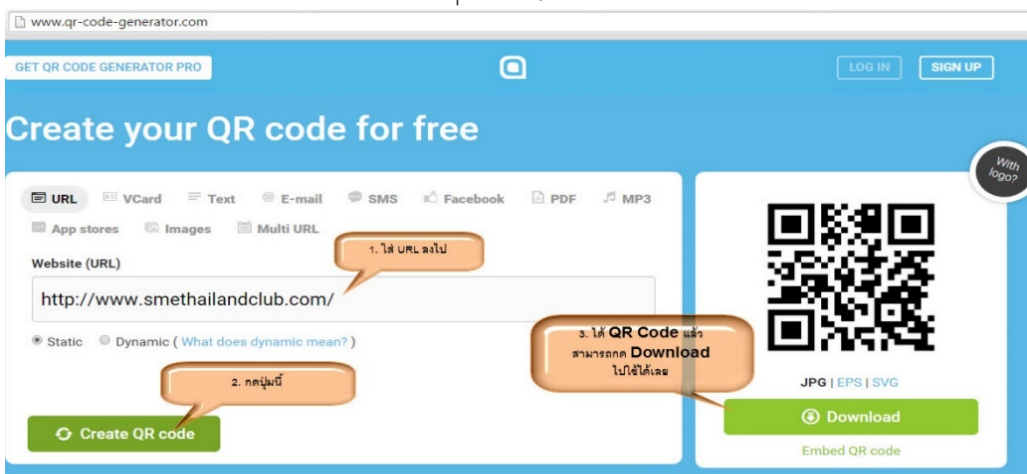 www.qr-code-generator.com
GET QR CODE GENERATOR PRO
LOG IN
SIGN UP
Create your QR code for free
With logo?
URL VCard Text @ E-mail SMS Facebook PDF MP3
App stores Images Multi URL
1. ใส่ URL ลงไป
Website (URL)
http://www.smethailandclub.com/
Static Dynamic ( What does dynamic mean? )
2. กดปุ่มนี้
Create QR code
3. ได้ QR Code แล้ว
สามารถกด Download
ไปใช้ได้เลย
JPG | EPS | SVG
Download
Embed QR code